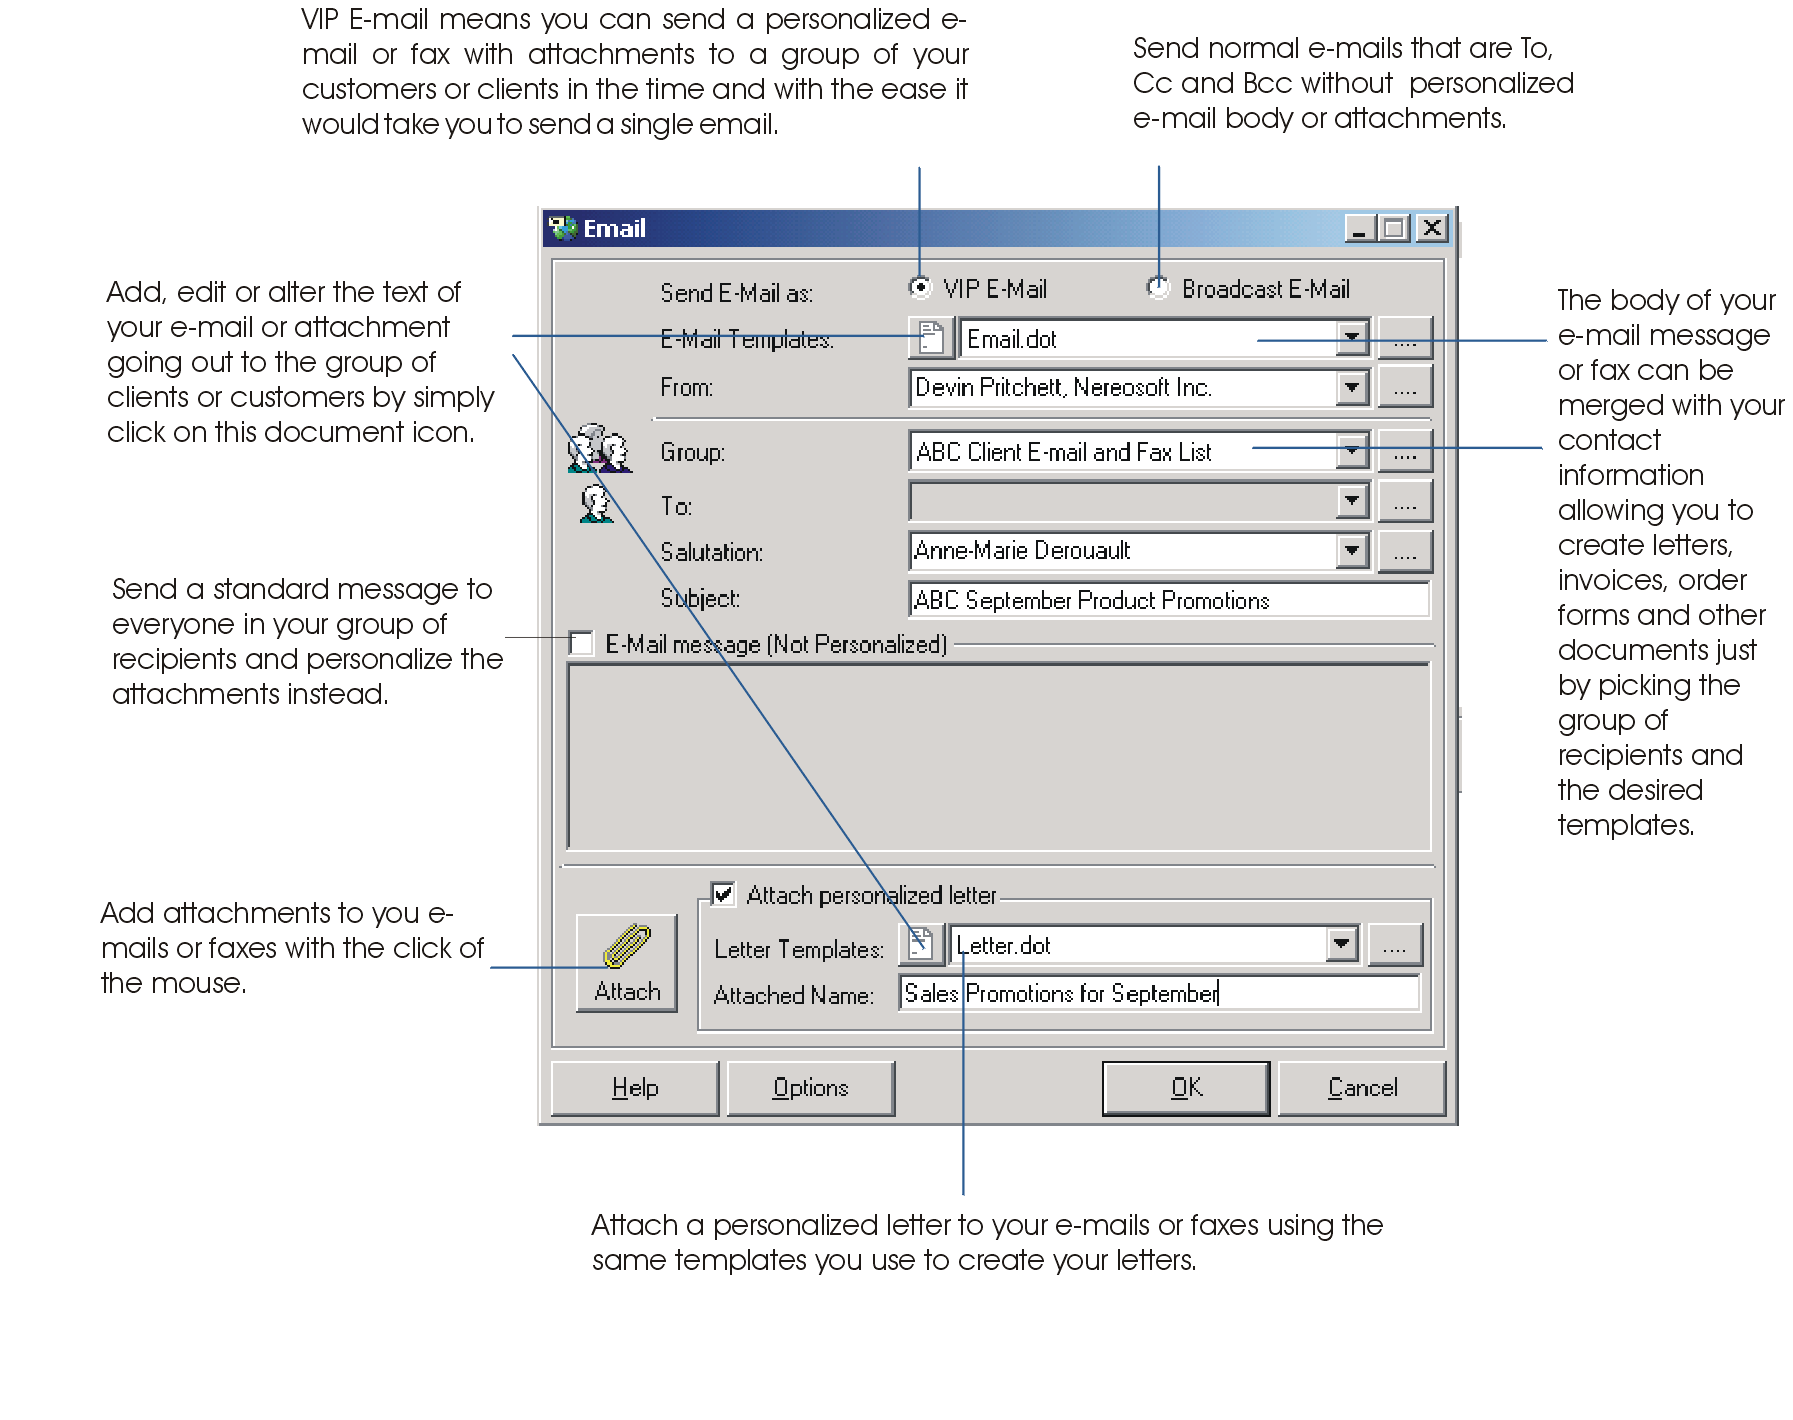 VIP E-mail means you can send a personalized e-
mail or fax with attachments to a group of your
customers or clients in the time and with the ease it
would take you to send a single email.
Send normal e-mails that are To,
Cc and Bcc without personalized
e-mail body or attachments.
Add, edit or alter the text of
your e-mail or attachment
going out to the group of
clients or customers by simply
click on this document icon.
Send a standard message to
everyone in your group of
recipients and personalize the
attachments instead.
Add attachments to you e-
mails or faxes with the click of
the mouse.
Email
Send E-Mail as: VIP E-Mail Broadcast E-Mail
E-Mail Templates: Email.dot ....
From: Devin Pritchett, Nereosoft Inc. ....
Group: ABC Client E-mail and Fax List ....
To: ....
Salutation: Anne-Marie Derouault ....
Subject: ABC September Product Promotions
E-Mail message (Not Personalized)
Attach personalized letter
Letter Templates: Letter.dot ....
Attach
Attached Name: Sales Promotions for September
Help Options OK Cancel
The body of your
e-mail message
or fax can be
merged with your
contact
information
allowing you to
create letters,
invoices, order
forms and other
documents just
by picking the
group of
recipients and
the desired
templates.
Attach a personalized letter to your e-mails or faxes using the
same templates you use to create your letters.